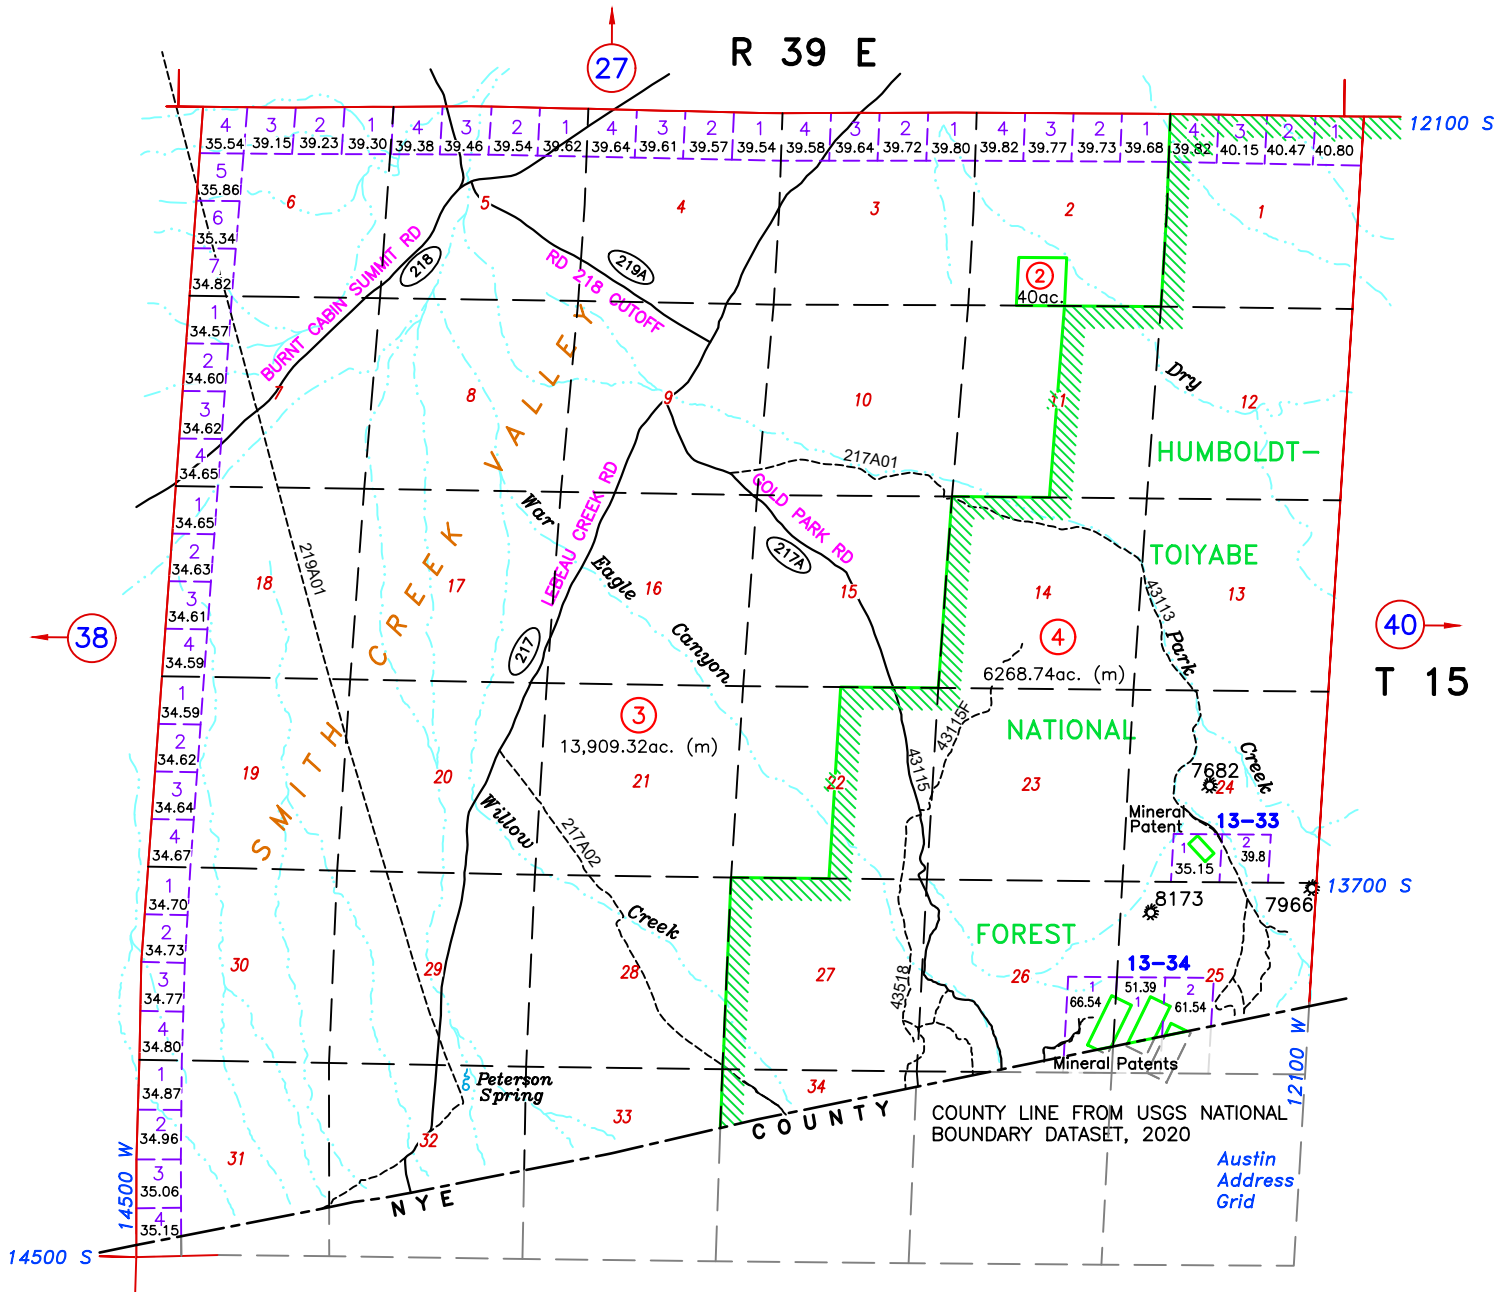 R 39 E
27
12100 S
4 3 2 1 4 3 2 1 4 3 2 1 4 3 2 1 4 3 2 1 4 3 2 1
35.54 39.15 39.23 39.30 39.38 39.46 39.54 39.62 39.64 39.61 39.57 39.54 39.58 39.64 39.72 39.80 39.82 39.77 39.73 39.68 39.82 40.15 40.47 40.80
5
35.86
6
35.34
7
34.82
6 5 4 3 2 1
BURNT CABIN SUMMIT RD
218
RD 218 CUTOFF
219A
2
40ac.
1
34.57
2
34.60
3
34.62
4
34.65
7 8 9 10 11 12
Dry
HUMBOLDT-
217A01
GOLD PARK RD
217A
LEBEAU CREEK RD
217
1
34.65
2
34.63
3
34.61
4
34.59
18 17 16 15 14 13
219A01
War
Eagle
Canyon
TOIYABE
43113
Park
4
6268.74ac. (m)
38
40
T 15
SMITH CREEK VALLEY
1
34.59
2
34.62
3
34.64
4
34.67
3
13,909.32ac. (m)
19 20 21 22 23 24
NATIONAL
43115F
43115
Creek
7682
Mineral
Patent
13-33
1
35.15
2
39.8
Willow
Creek
217A02
13700 S
8173
7966
1
34.70
2
34.73
3
34.77
4
34.80
30 29 28 27 26 25
FOREST
43518
13-34
1
66.54
51.39
1
2
61.54
Mineral Patents
1
34.87
2
34.96
3
35.06
4
35.15
31 32 33 34
Peterson
Spring
NYE COUNTY
COUNTY LINE FROM USGS NATIONAL
BOUNDARY DATASET, 2020
12100 W
14500 W
Austin
Address
Grid
14500 S